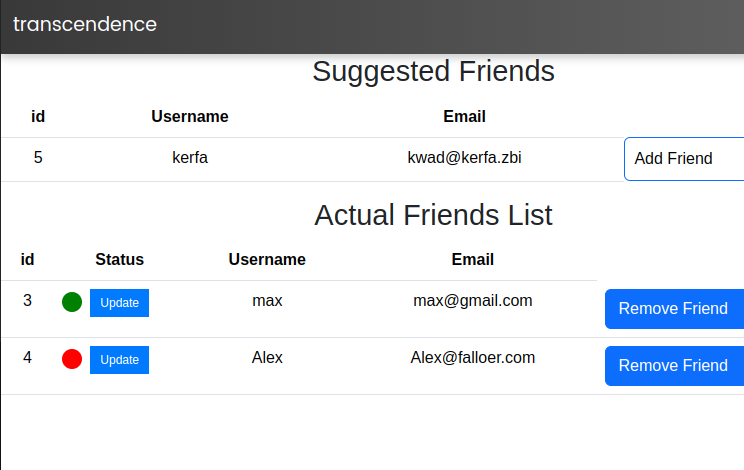 transcendence
Suggested Friends
id Username Email
5 kerfa kwad@kerfa.zbi Add Friend
Actual Friends List
id Status Username Email
3 Update max max@gmail.com Remove Friend
4 Update Alex Alex@falloer.com Remove Friend